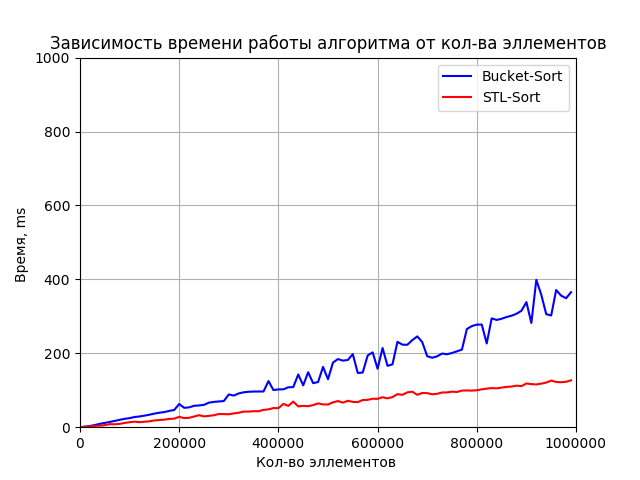 Зависимость времени работы алгоритма от кол-ва эллементов
1000
800
600
400
200
0
Время, ms
Bucket-Sort
STL-Sort
0 200000 400000 600000 800000 1000000
Кол-во эллементов